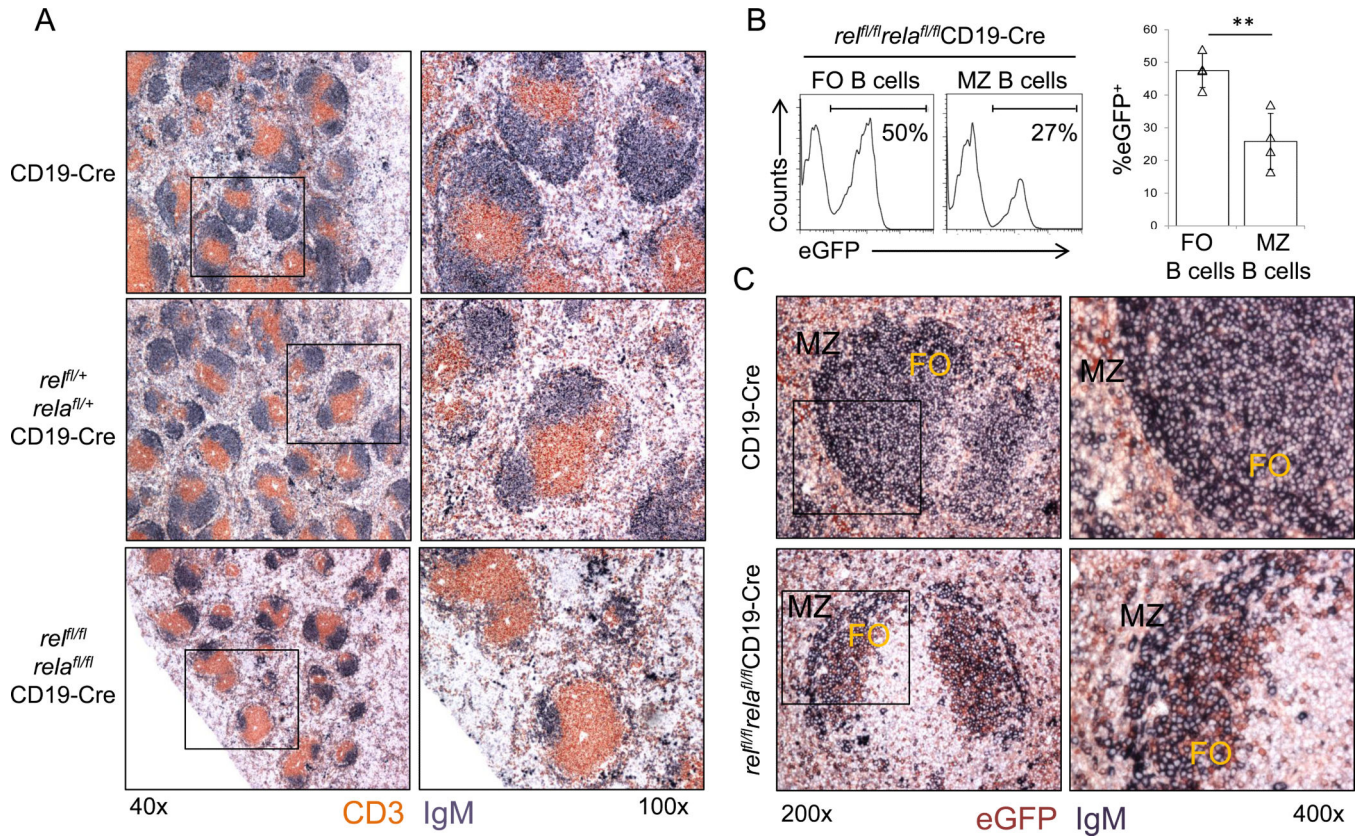 A
CD19-Cre
rel^fl/+
rela^fl/+
CD19-Cre
rel^fl/fl
rela^fl/fl
CD19-Cre
40x
CD3 IgM
100x
B
rel^fl/fl rela^fl/fl CD19-Cre
FO B cells
MZ B cells
50%
27%
Counts
eGFP
**
%eGFP⁺
60
50
40
30
20
10
0
FO
B cells
MZ
B cells
C
CD19-Cre
MZ
FO
MZ
FO
rel^fl/fl rela^fl/fl CD19-Cre
MZ
FO
MZ
FO
200x
eGFP IgM
400x